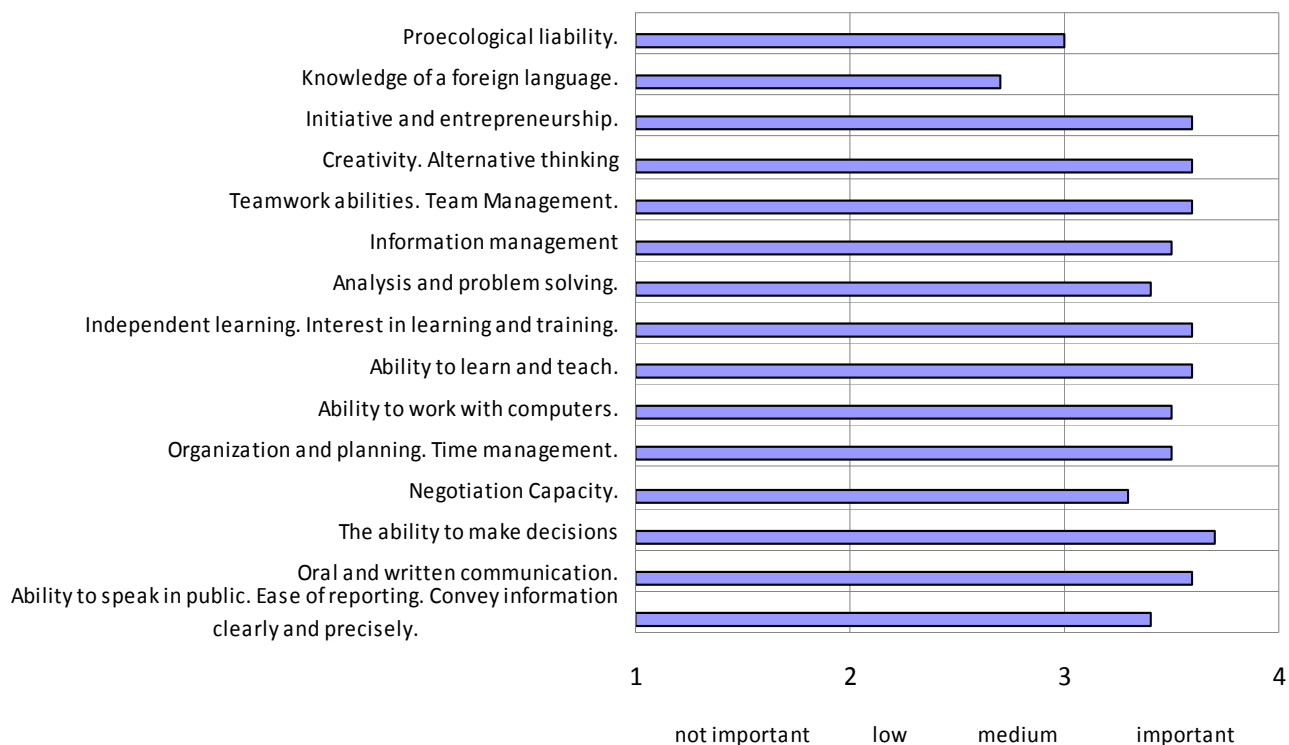 Proecological liability.
Knowledge of a foreign language.
Initiative and entrepreneurship.
Creativity. Alternative thinking
Teamwork abilities. Team Management.
Information management
Analysis and problem solving.
Independent learning. Interest in learning and training.
Ability to learn and teach.
Ability to work with computers.
Organization and planning. Time management.
Negotiation Capacity.
The ability to make decisions
Oral and written communication.
Ability to speak in public. Ease of reporting. Convey information
clearly and precisely.
1 2 3 4
not important low medium important